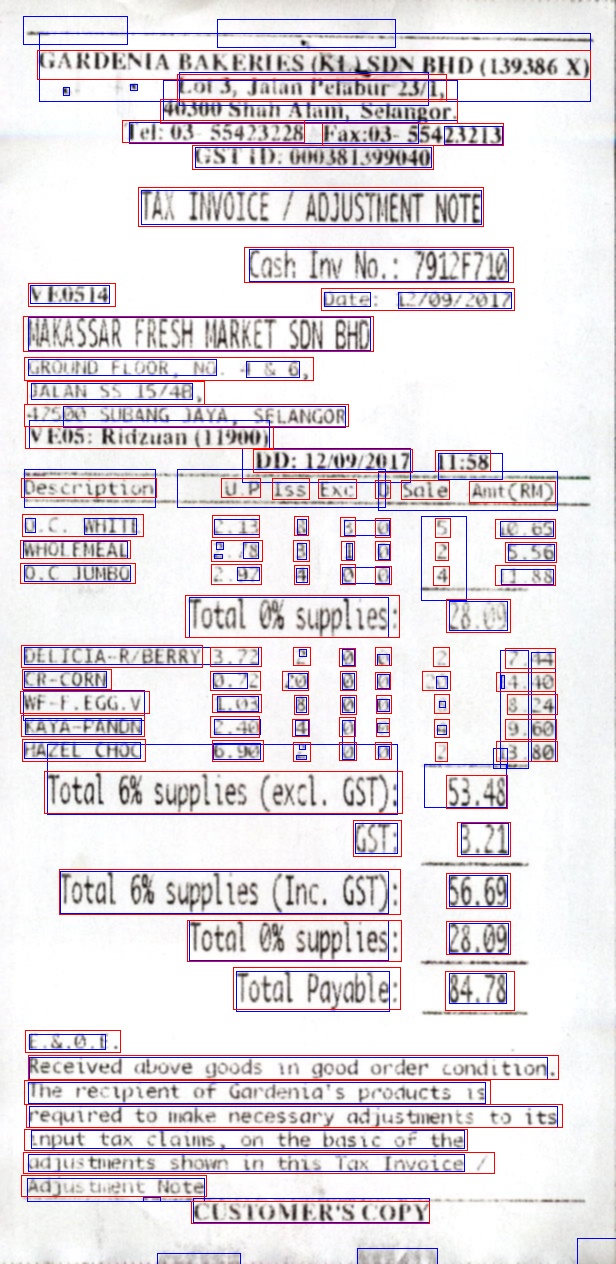 GARDENIA BAKERIES (KL) SDN BHD (139386 X)
Lot 3, Jalan Pelabur 23/1,
40300 Shah Alam, Selangor.
Tel: 03- 55423228 Fax:03- 55423213
GST ID: 000381399040
TAX INVOICE / ADJUSTMENT NOTE
Cash Inv No.: 7912F710
VE0514 Date: 12/09/2017
MAKASSAR FRESH MARKET SDN BHD
GROUND FLOOR, NO. 4 & 6,
JALAN SS 15/4B,
47500 SUBANG JAYA, SELANGOR
VE05: Ridzuan (11900)
DD: 12/09/2017 11:58
Description U.P Iss Exc D Sale Amt(RM)
O.C. WHITE 2.13 8 3 0 5 10.65
WHOLEMEAL 2.78 3 1 0 2 5.56
O.C JUMBO 2.97 4 0 0 4 11.88
Total 0% supplies: 28.09
DELICIA-R/BERRY 3.72 2 0 0 2 7.44
CR-CORN 0.72 20 0 0 20 14.40
WF-F.EGG.V 1.03 8 0 0 8 8.24
KAYA-PANDN 2.40 4 0 0 4 9.60
HAZEL CHOC 6.90 2 0 0 2 13.80
Total 6% supplies (excl. GST): 53.48
GST: 3.21
Total 6% supplies (Inc. GST): 56.69
Total 0% supplies: 28.09
Total Payable: 84.78
E.&.O.E.
Received above goods in good order condition.
The recipient of Gardenia's products is
required to make necessary adjustments to its
input tax claims, on the basic of the
adjustments shown in this Tax Invoice /
Adjustment Note
CUSTOMER'S COPY